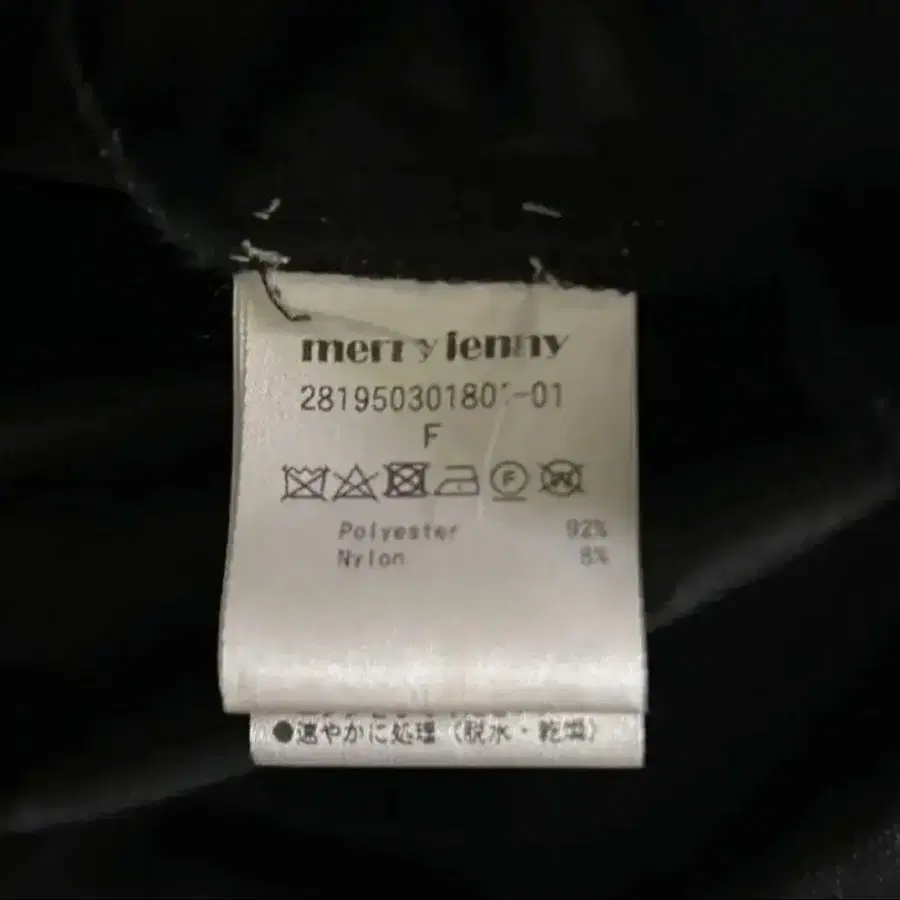 merry jenny
281950301801-01
F
F
W
Polyester 92%
Nylon 8%
●速やかに処理（脱水・乾燥）